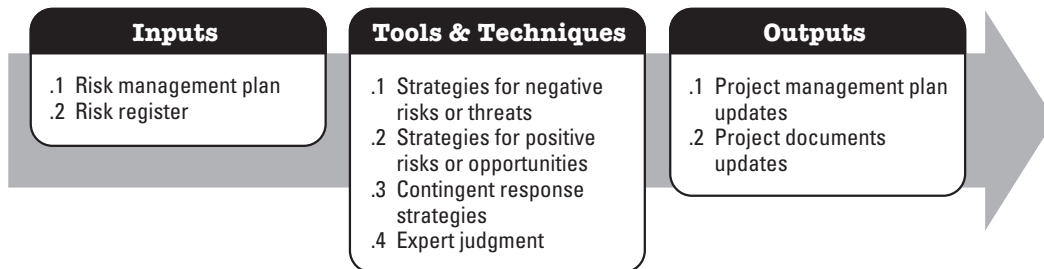 Inputs
.1 Risk management plan
.2 Risk register
Tools & Techniques
.1 Strategies for negative
risks or threats
.2 Strategies for positive
risks or opportunities
.3 Contingent response
strategies
.4 Expert judgment
Outputs
.1 Project management plan
updates
.2 Project documents
updates